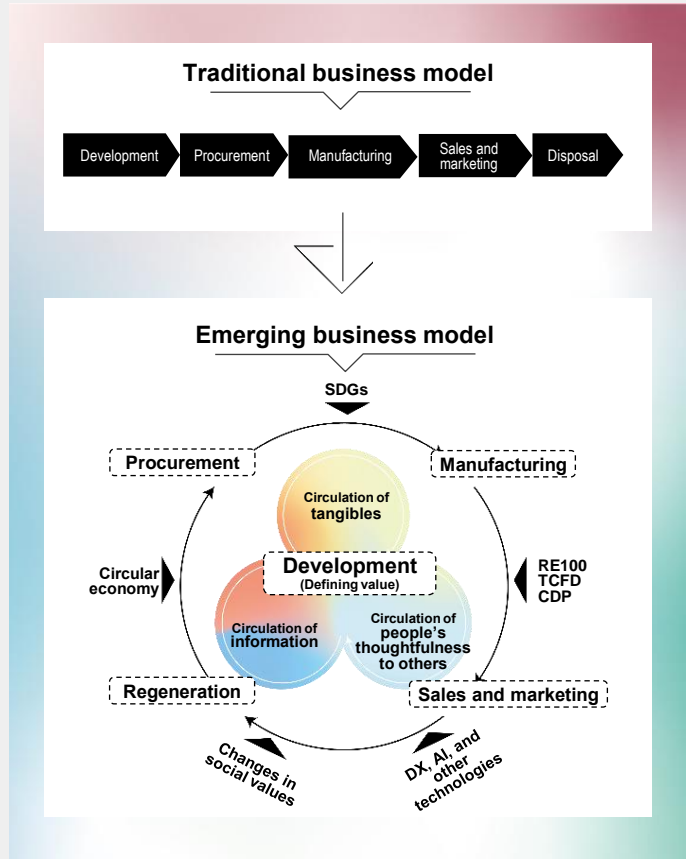 Traditional business model
Development
Procurement
Manufacturing
Sales and
marketing
Disposal
Emerging business model
SDGs
Procurement
Manufacturing
Circulation of
tangibles
Development
(Defining value)
Circular
economy
RE100
TCFD
CDP
Circulation of
information
Circulation of
people's
thoughtfulness
to others
Regeneration
Sales and marketing
Changes in
social values
DX, AI, and
other
technologies